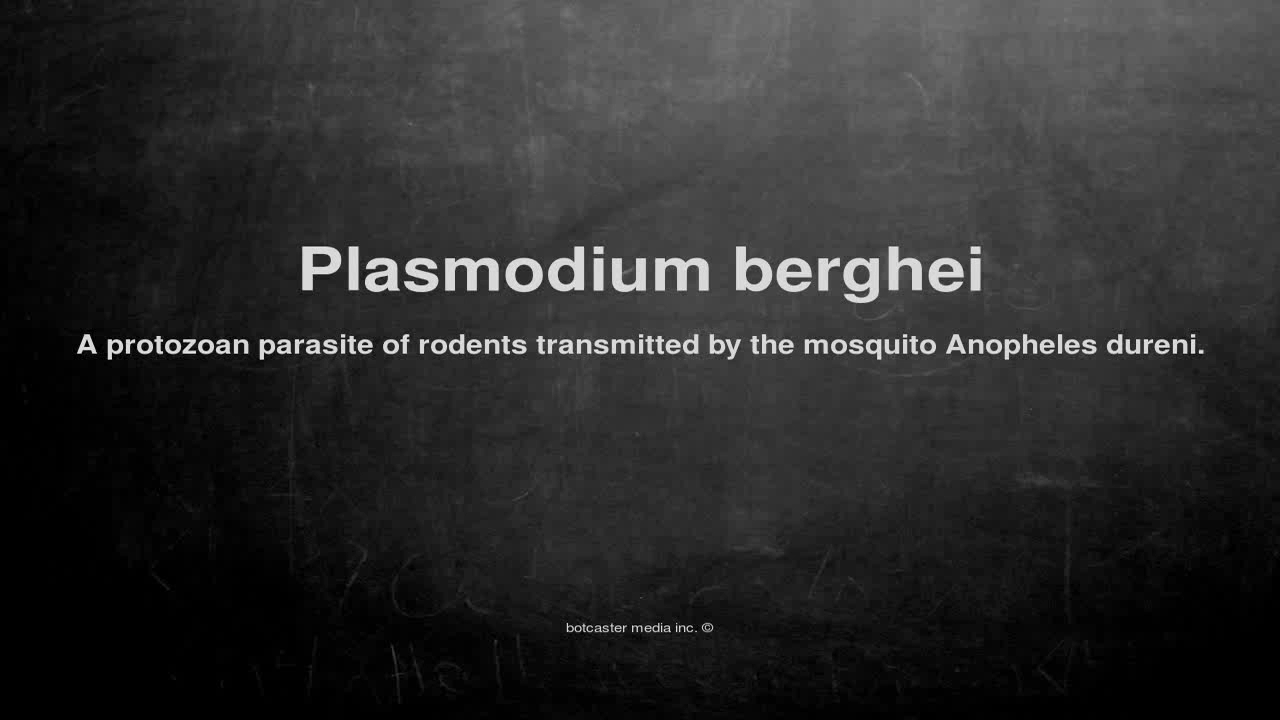 Plasmodium berghei
A protozoan parasite of rodents transmitted by the mosquito Anopheles dureni.
botcaster media inc. ©